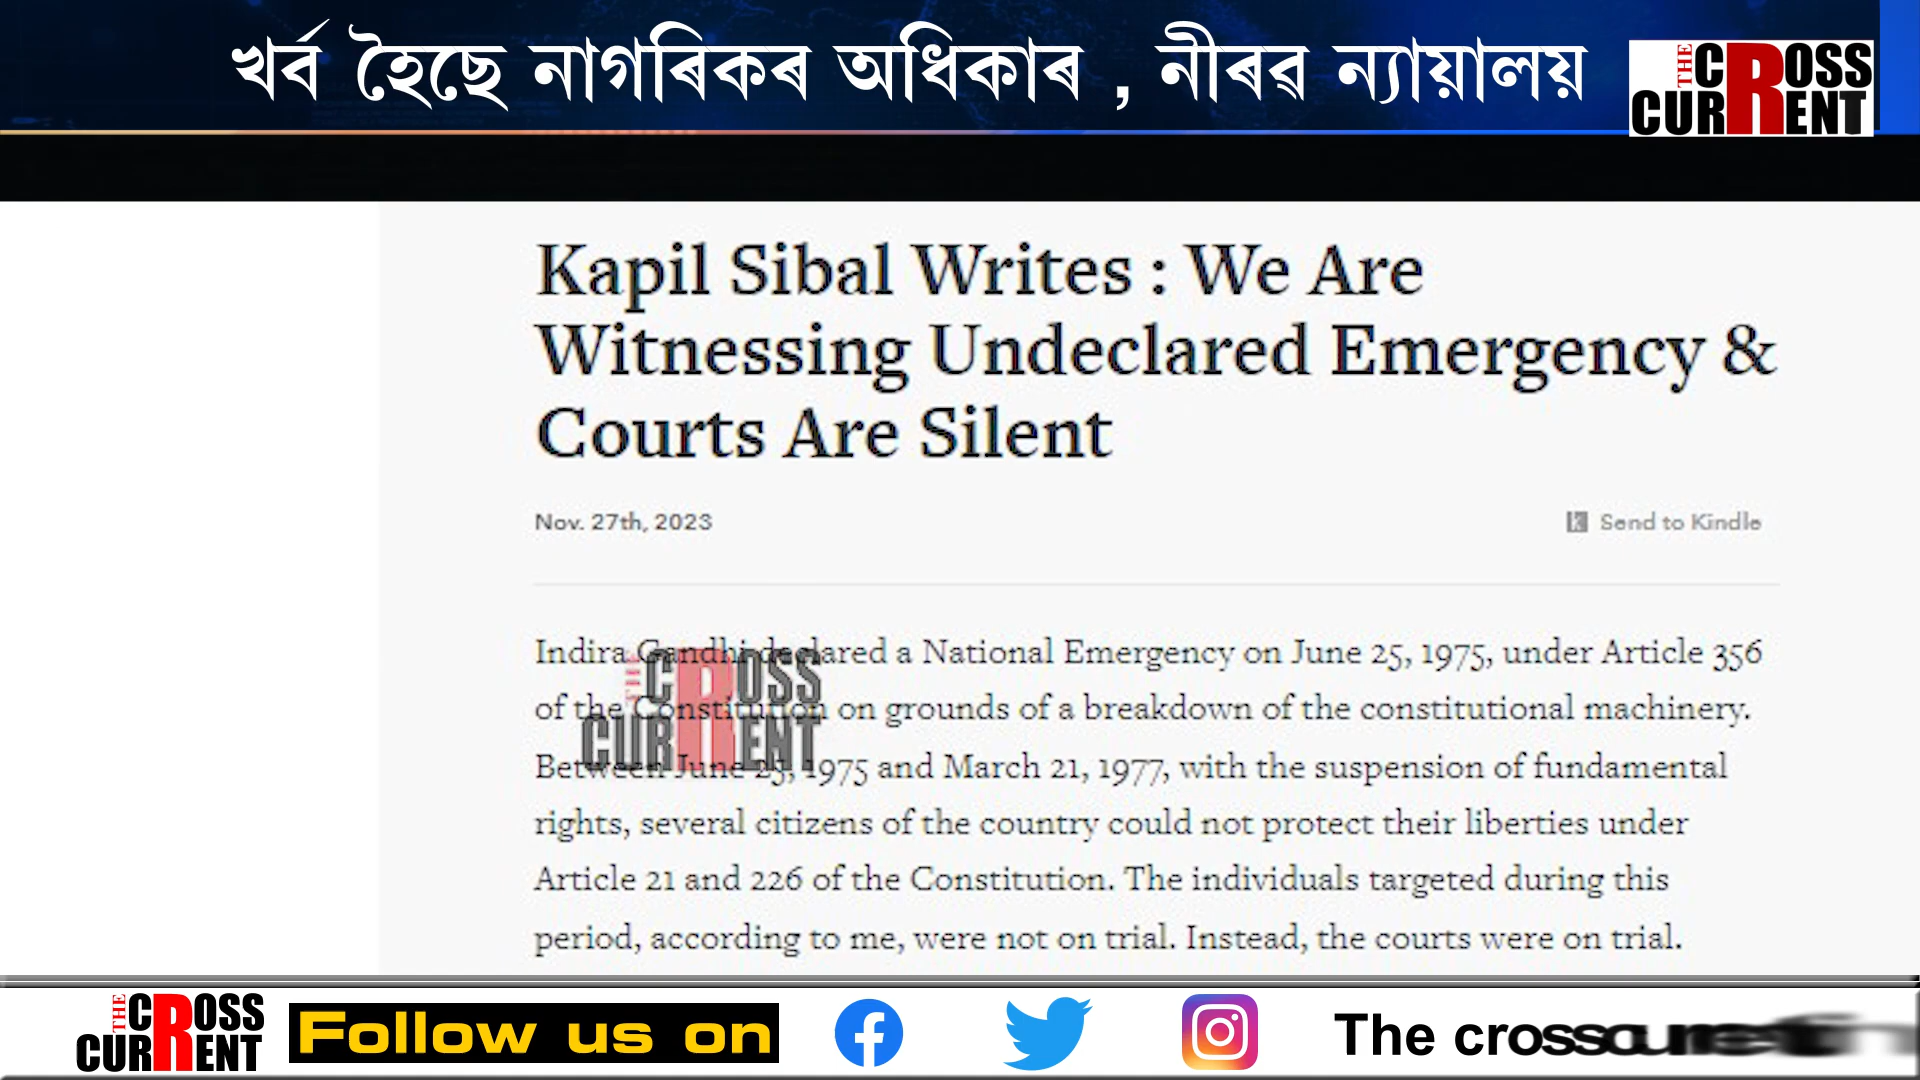 খৰ্ব হৈছে নাগৰিকৰ অধিকাৰ , নীৰৱ ন্যায়ালয়
THE CROSS
CURRENT
Kapil Sibal Writes : We Are
Witnessing Undeclared Emergency &
Courts Are Silent
Nov. 27th, 2023
Send to Kindle
Indira Gandhi declared a National Emergency on June 25, 1975, under Article 356
of the Constitution on grounds of a breakdown of the constitutional machinery.
Between June 25, 1975 and March 21, 1977, with the suspension of fundamental
rights, several citizens of the country could not protect their liberties under
Article 21 and 226 of the Constitution. The individuals targeted during this
period, according to me, were not on trial. Instead, the courts were on trial.
THE CROSS
CURRENT
THE CROSS
CURRENT
Follow us on
The